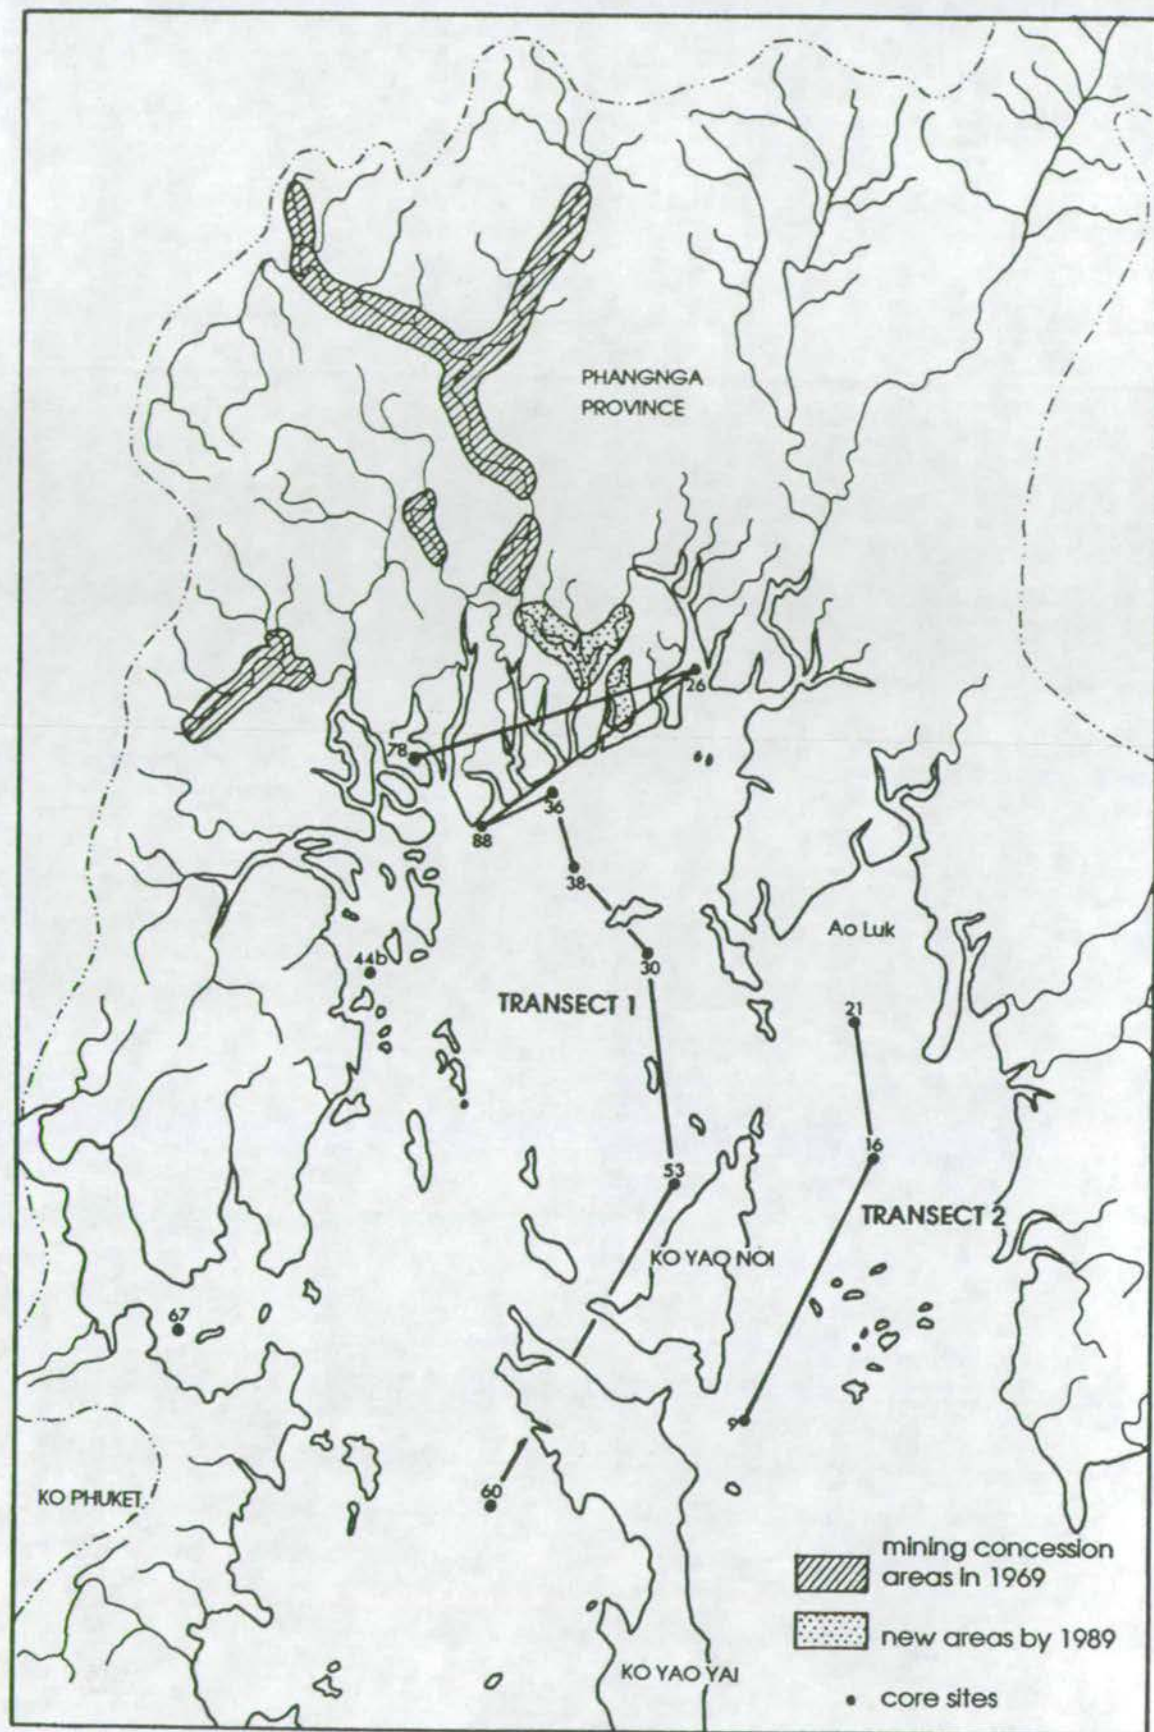 PHANGNGA
PROVINCE
26
78
36
88
38
Ao Luk
44b
30
TRANSECT 1
21
16
53
TRANSECT 2
KO YAO NOI
67
9
KO PHUKET
60
mining concession
areas in 1969
new areas by 1989
KO YAO YAI
core sites